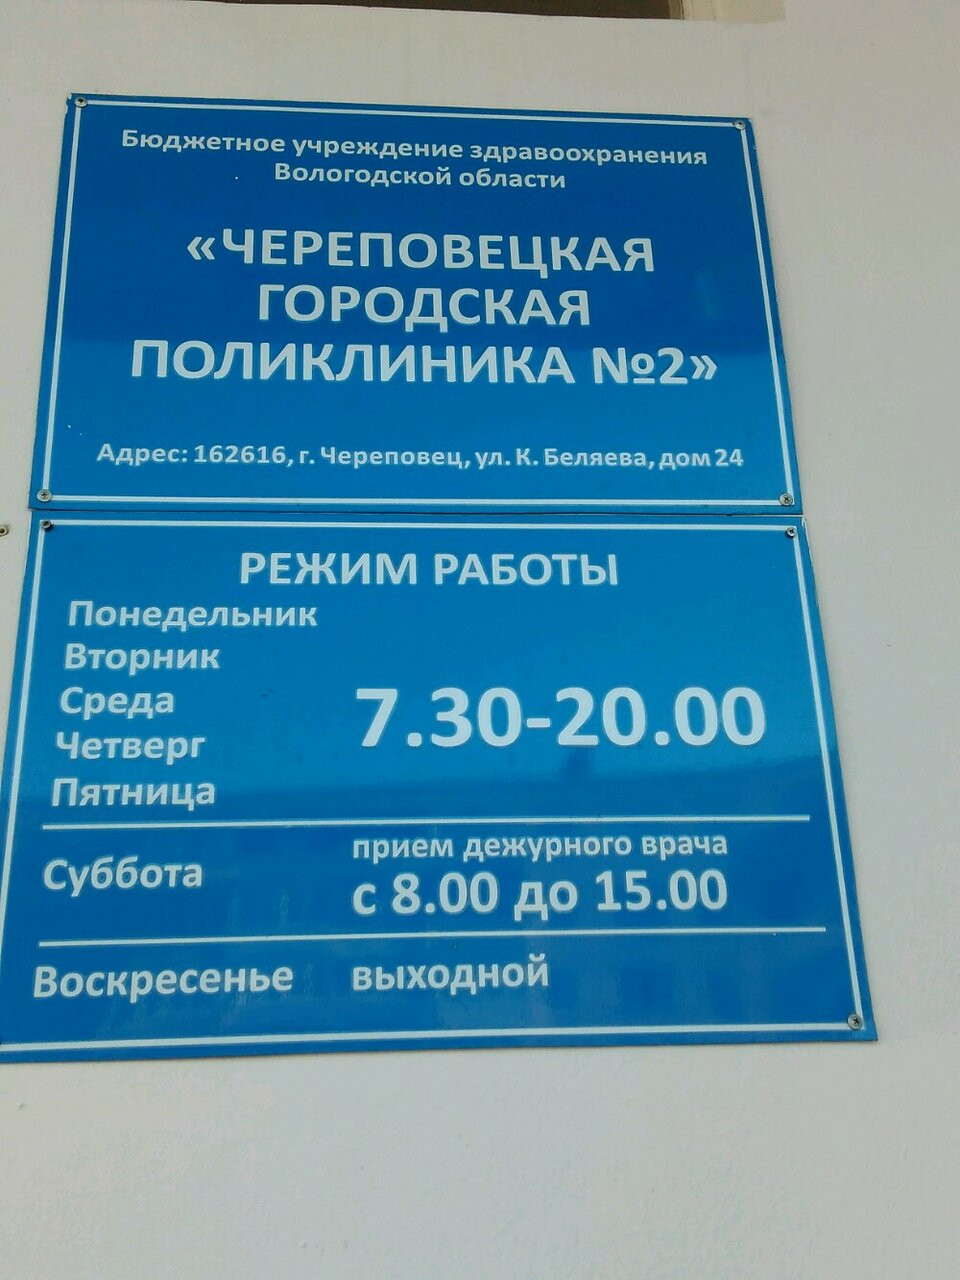 Бюджетное учреждение здравоохранения
Вологодской области
«ЧЕРЕПОВЕЦКАЯ
ГОРОДСКАЯ
ПОЛИКЛИНИКА №2»
Адрес: 162616, г. Череповец, ул. К. Беляева, дом 24
РЕЖИМ РАБОТЫ
Понедельник
Вторник
Среда
Четверг
Пятница
7.30-20.00
Суббота
прием дежурного врача
с 8.00 до 15.00
Воскресенье выходной